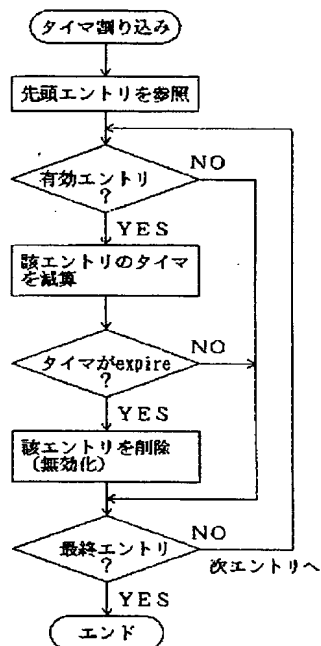 タイマ割り込み
先頭エントリを参照
有効エントリ
?
NO
YES
該エントリのタイマ
を減算
タイマがexpire
?
NO
YES
該エントリを削除
(無効化)
最終エントリ
?
NO
次エントリへ
YES
エンド